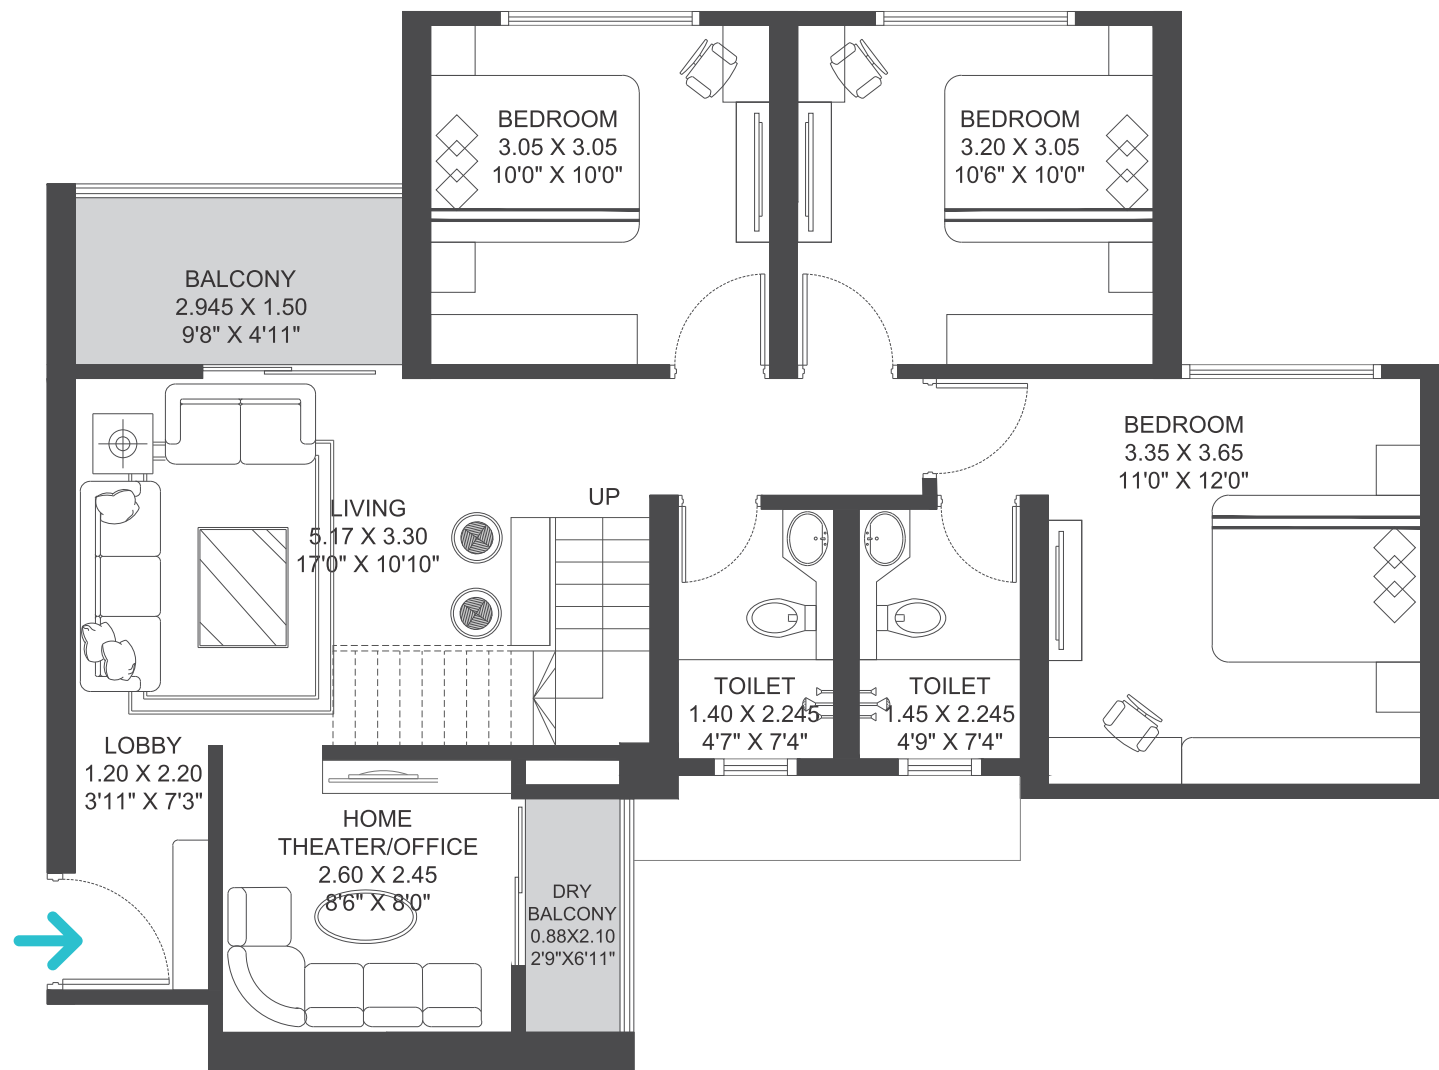 BEDROOM
3.05 X 3.05
10'0" X 10'0"
BEDROOM
3.20 X 3.05
10'6" X 10'0"
BALCONY
2.945 X 1.50
9'8" X 4'11"
BEDROOM
3.35 X 3.65
11'0" X 12'0"
LIVING
5.17 X 3.30
17'0" X 10'10"
UP
TOILET
1.40 X 2.245
4'7" X 7'4"
TOILET
1.45 X 2.245
4'9" X 7'4"
LOBBY
1.20 X 2.20
3'11" X 7'3"
HOME
THEATER/OFFICE
2.60 X 2.45
8'6" X 8'0"
DRY
BALCONY
0.88X2.10
2'9"X6'11"